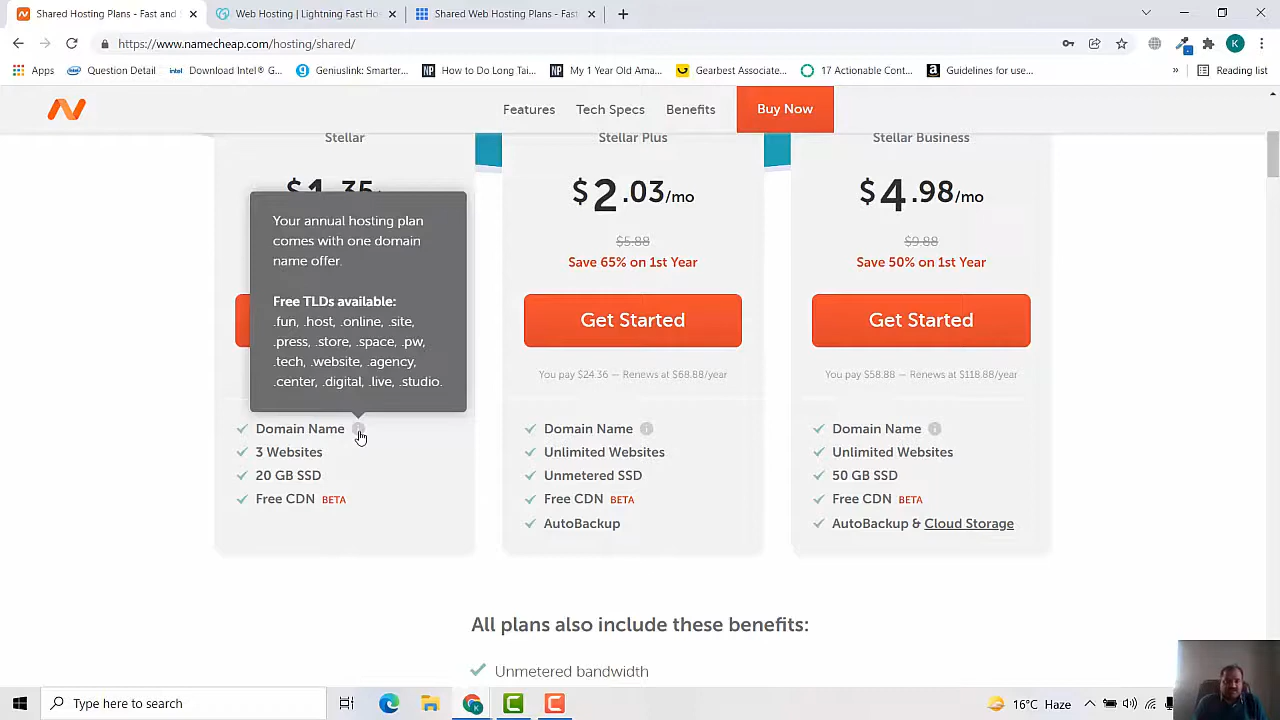 Shared Hosting Plans - Fast and
Web Hosting | Lightning Fast Ho
Shared Web Hosting Plans - Fast
https://www.namecheap.com/hosting/shared/
K
Apps
Question Detail
Download Intel® G...
Geniuslink: Smarter...
How to Do Long Tai...
My 1 Year Old Ama...
Gearbest Associate...
17 Actionable Cont...
Guidelines for use...
»
Reading list
Features
Tech Specs
Benefits
Buy Now
Stellar
Stellar Plus
Stellar Business
$1.35
$2.03/mo
$4.98/mo
$5.88
$9.88
Save 65% on 1st Year
Save 50% on 1st Year
Your annual hosting plan
comes with one domain
name offer.
Free TLDs available:
.fun, .host, .online, .site,
.press, .store, .space, .pw,
.tech, .website, .agency,
.center, .digital, .live, .studio.
Get Started
Get Started
You pay $24.36 — Renews at $68.88/year
You pay $58.88 — Renews at $118.88/year
Domain Name
3 Websites
20 GB SSD
Free CDN BETA
Domain Name
Unlimited Websites
Unmetered SSD
Free CDN BETA
AutoBackup
Domain Name
Unlimited Websites
50 GB SSD
Free CDN BETA
AutoBackup & Cloud Storage
All plans also include these benefits:
Unmetered bandwidth
Type here to search
16°C Haze